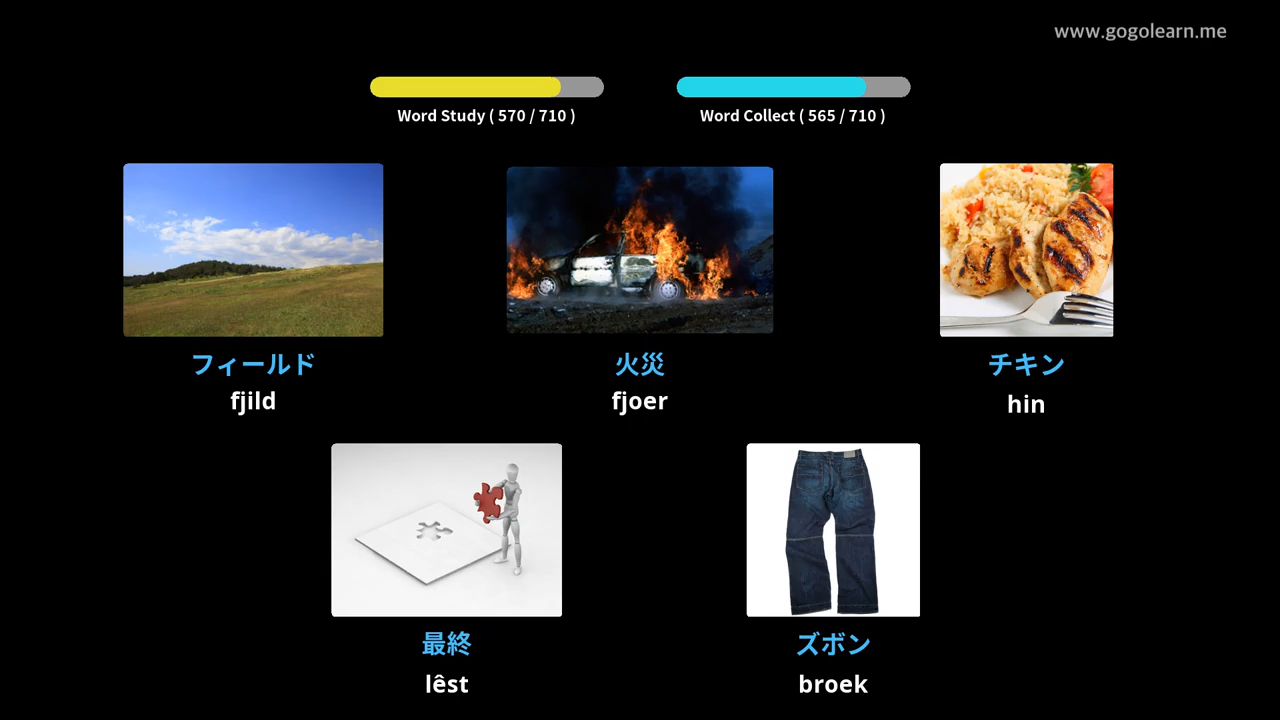 www.gogolearn.me
Word Study ( 570 / 710 )
Word Collect ( 565 / 710 )
フィールド
fjild
火災
fjoer
チキン
hin
最終
lêst
ズボン
broek